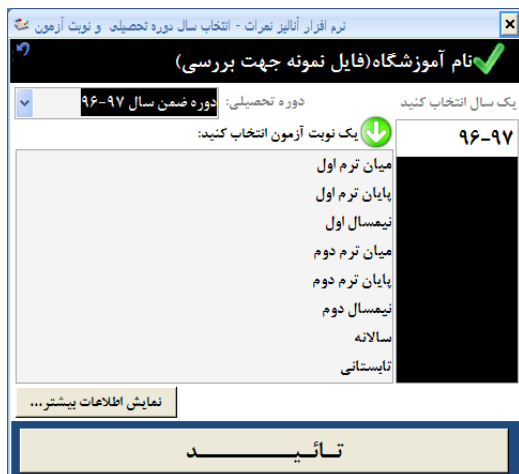 نرم افزار آنالیز نمرات - انتخاب سال دوره تحصیلی و نوبت آزمون
نام آموزشگاه(فایل نمونه جهت بررسی)
یک سال انتخاب کنید
دوره تحصیلی: دوره ضمن سال ۹۷-۹۶
۹۶-۹۷
یک نوبت آزمون انتخاب کنید:
میان ترم اول
پایان ترم اول
نیمسال اول
میان ترم دوم
پایان ترم دوم
نیمسال دوم
سالانه
تابستانی
نمایش اطلاعات بیشتر...
تـائـیـــــــــد